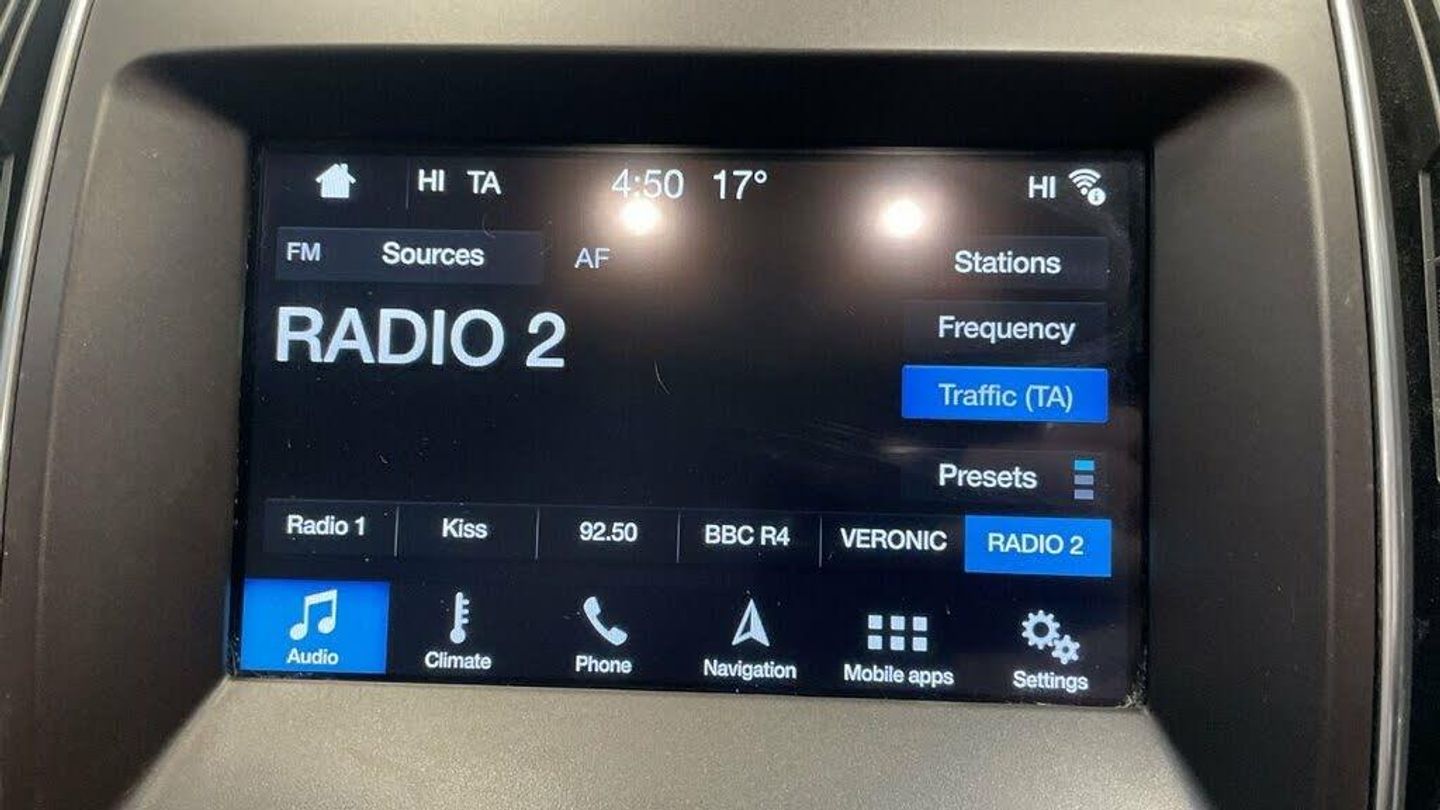 HI TA 4:50 17° HI
FM Sources AF Stations
RADIO 2
Frequency
Traffic (TA)
Presets
Radio 1 Kiss 92.50 BBC R4 VERONIC RADIO 2
Audio Climate Phone Navigation Mobile apps Settings